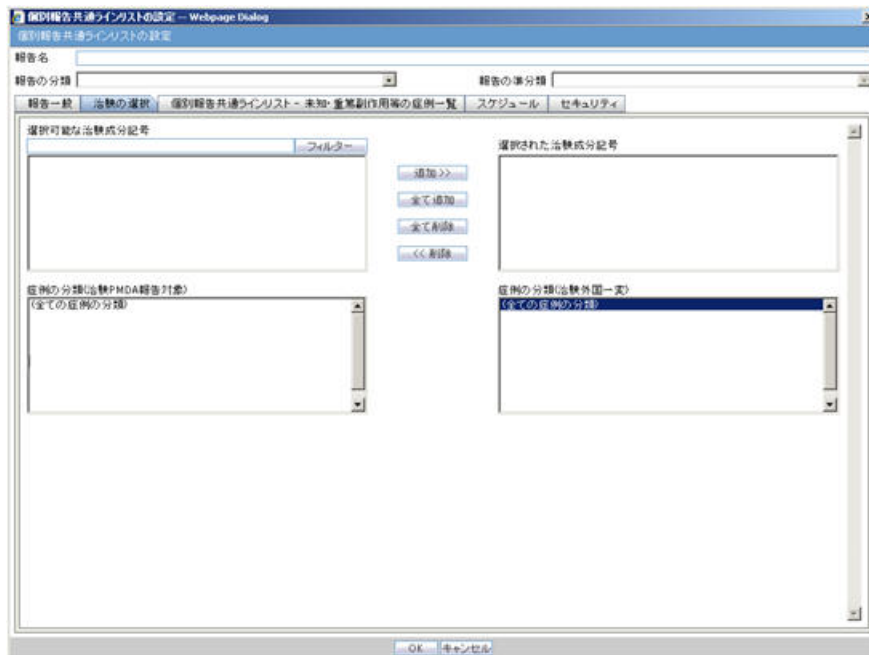 個別報告共通ラインリストの設定 -- Webpage Dialog
個別報告共通ラインリストの設定
報告名
報告の分類 報告の準分類
報告一般 治験の選択 個別報告共通ラインリスト - 未知・重篤副作用等の症例一覧 スケジュール セキュリティ
選択可能な治験成分記号 選択された治験成分記号
フィルター
追加 >>
全て追加
全て削除
<< 削除
症例の分類(治験PMDA報告対象) 症例の分類(治験外国一変)
(全ての症例の分類) (全ての症例の分類)
OK キャンセル